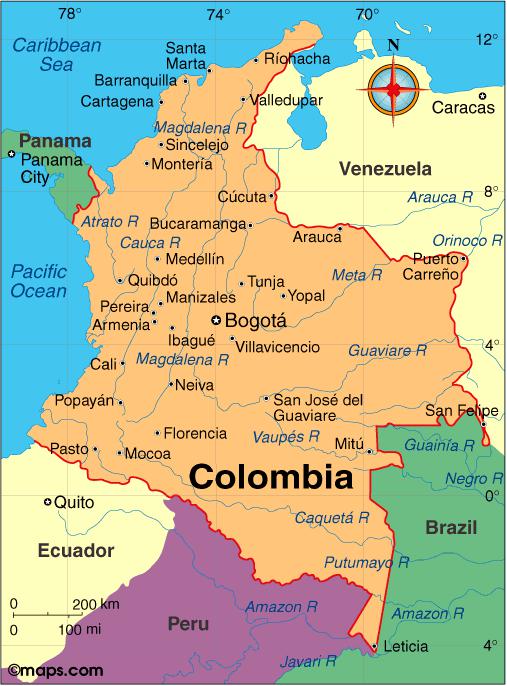 78°
74°
70°
12°
Caribbean
Sea
Santa
Marta
Ríohacha
N
Barranquilla
Cartagena
Valledupar
Caracas
Magdalena R
Panama
Sincelejo
Panama
City
Montería
Venezuela
8°
Cúcuta
Arauca R
Atrato R
Bucaramanga
Arauca
Cauca R
Orinoco R
Medellín
Puerto
Carreño
Pacific
Ocean
Meta R
Quibdó
Tunja
Manizales
Yopal
Pereira
Armenia
Bogotá
Ibagué
Villavicencio
4°
Guaviare R
Cali
Magdalena R
Neiva
Popayán
San José del
Guaviare
San Felipe
Florencia
Vaupés R
Mitú
Guainía R
Pasto
Mocoa
Colombia
Negro R
0°
Quito
Caquetá R
Brazil
Ecuador
Putumayo R
0
200 km
0
100 mi
Peru
Amazon R
Amazon R
Leticia
4°
Javari R
©maps.com